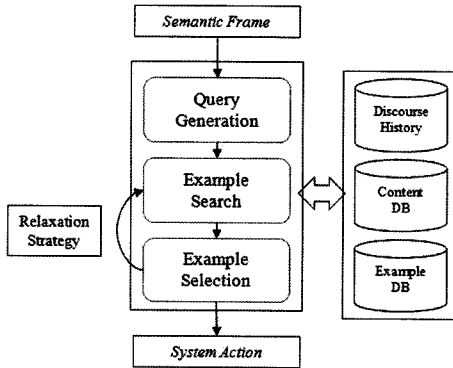 Semantic Frame
Query
Generation
Example
Search
Example
Selection
Relaxation
Strategy
System Action
Discourse
History
Content
DB
Example
DB